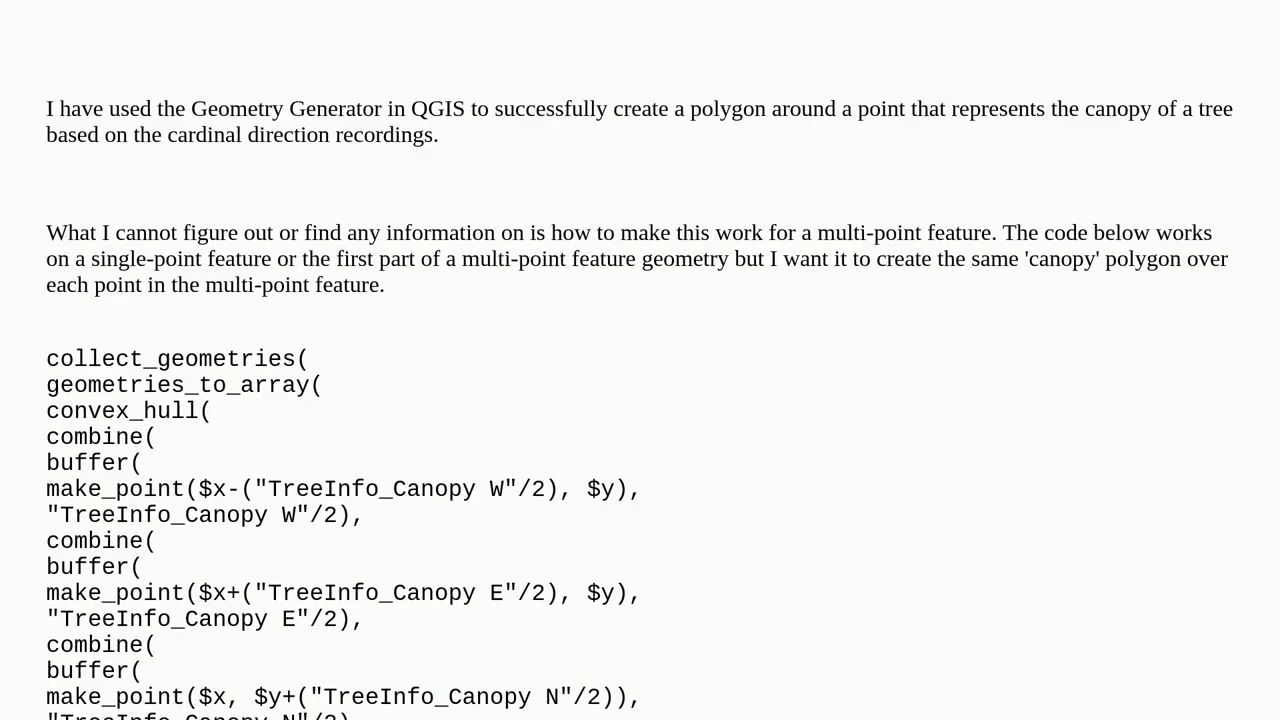 I have used the Geometry Generator in QGIS to successfully create a polygon around a point that represents the canopy of a tree
based on the cardinal direction recordings.
What I cannot figure out or find any information on is how to make this work for a multi-point feature. The code below works
on a single-point feature or the first part of a multi-point feature geometry but I want it to create the same 'canopy' polygon over
each point in the multi-point feature.
collect_geometries(
geometries_to_array(
convex_hull(
combine(
buffer(
make_point($x-("TreeInfo_Canopy W"/2), $y),
"TreeInfo_Canopy W"/2),
combine(
buffer(
make_point($x+("TreeInfo_Canopy E"/2), $y),
"TreeInfo_Canopy E"/2),
combine(
buffer(
make_point($x, $y+("TreeInfo_Canopy N"/2)),
"TreeInfo_Canopy N"/2)